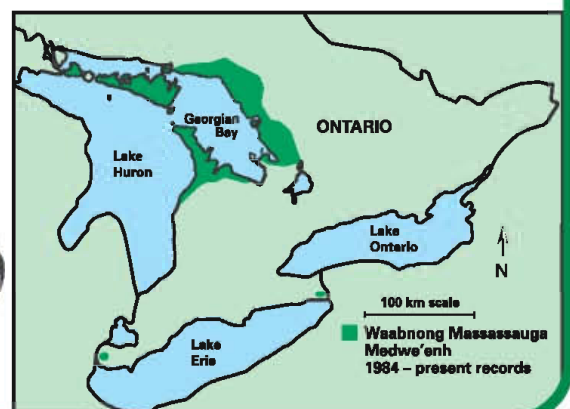 Georgian
Bay
ONTARIO
Lake
Huron
Lake
Ontario
N
100 km scale
Lake
Erie
Waabnong Massassauga
Medwe'enh
1984 – present records